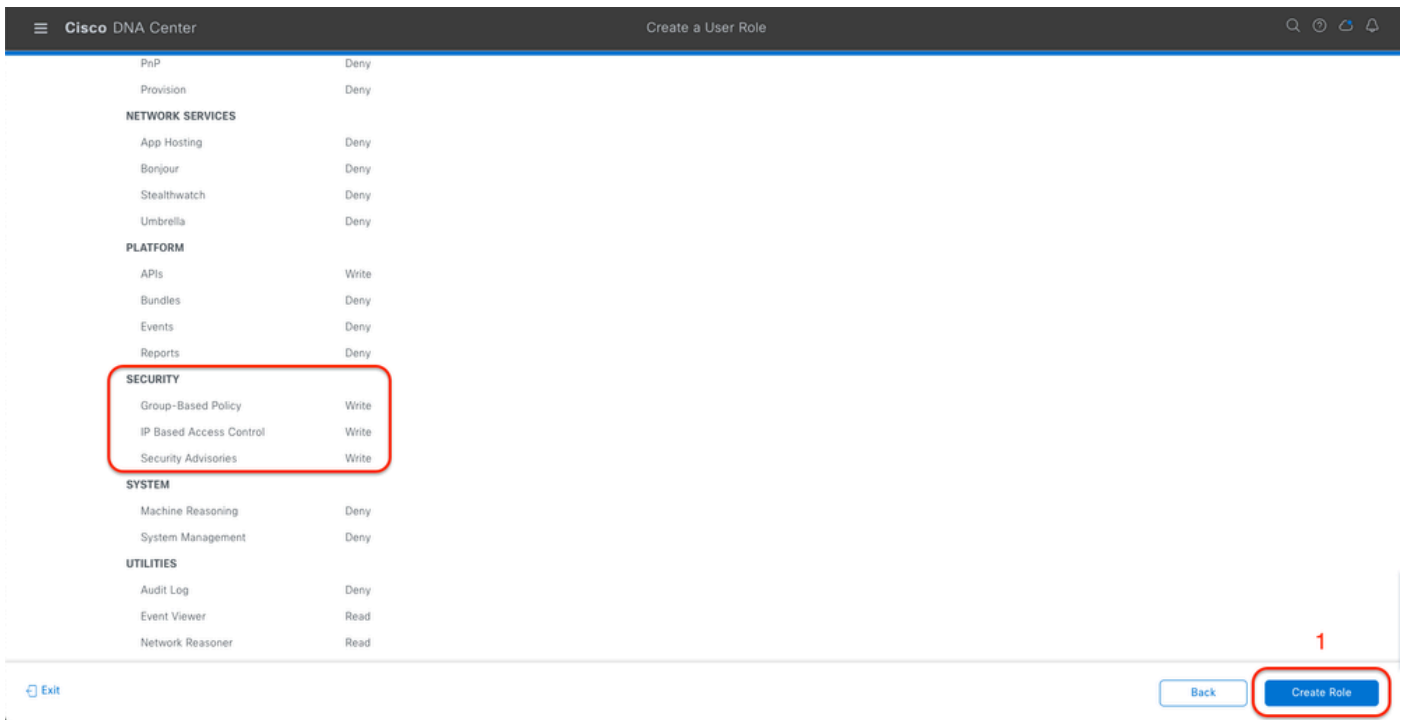 Cisco DNA Center Create a User Role
PnP Deny
Provision Deny
NETWORK SERVICES
App Hosting Deny
Bonjour Deny
Stealthwatch Deny
Umbrella Deny
PLATFORM
APIs Write
Bundles Deny
Events Deny
Reports Deny
SECURITY
Group-Based Policy Write
IP Based Access Control Write
Security Advisories Write
SYSTEM
Machine Reasoning Deny
System Management Deny
UTILITIES
Audit Log Deny
Event Viewer Read
Network Reasoner Read
1
Exit Back Create Role